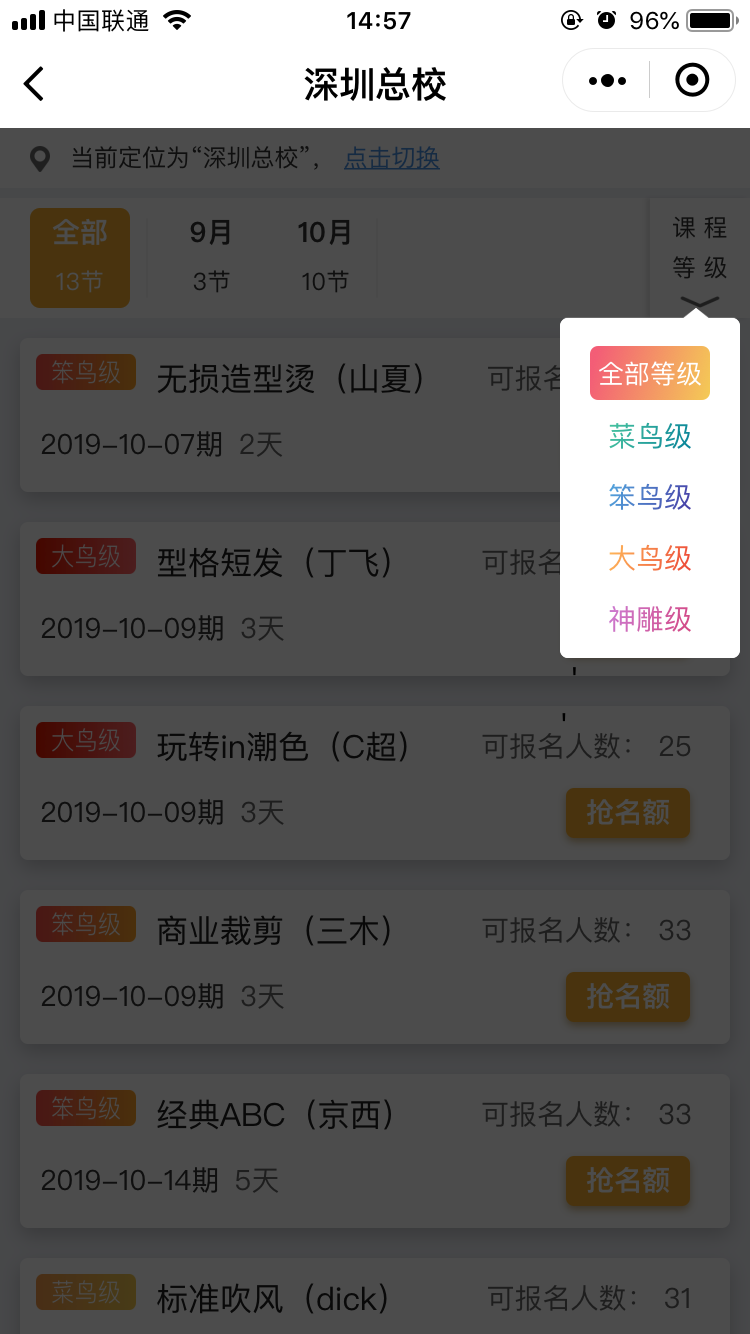 中国联通 14:57 96%
深圳总校
当前定位为“深圳总校”， 点击切换
全部 9月 10月 课程
13节 3节 10节 等级
全部等级
菜鸟级
笨鸟级
大鸟级
神雕级
笨鸟级 无损造型烫（山夏） 可报名
2019-10-07期 2天
大鸟级 型格短发（丁飞） 可报名
2019-10-09期 3天
大鸟级 玩转in潮色（C超） 可报名人数： 25
2019-10-09期 3天 抢名额
笨鸟级 商业裁剪（三木） 可报名人数： 33
2019-10-09期 3天 抢名额
笨鸟级 经典ABC（京西） 可报名人数： 33
2019-10-14期 5天 抢名额
菜鸟级 标准吹风（dick） 可报名人数： 31